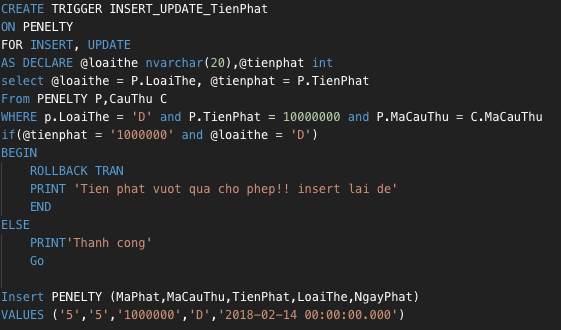 CREATE TRIGGER INSERT_UPDATE_TienPhat
ON PENELTY
FOR INSERT, UPDATE
AS DECLARE @loaithe nvarchar(20),@tienphat int
select @loaithe = P.LoaiThe, @tienphat = P.TienPhat
From PENELTY P,CauThu C
WHERE p.LoaiThe = 'D' and P.TienPhat = 10000000 and P.MaCauThu = C.MaCauThu
if(@tienphat = '1000000' and @loaithe = 'D')
BEGIN
ROLLBACK TRAN
PRINT 'Tien phat vuot qua cho phep!! insert lai de'
END
ELSE
PRINT'Thanh cong'
Go
Insert PENELTY (MaPhat,MaCauThu,TienPhat,LoaiThe,NgayPhat)
VALUES ('5','5','1000000','D','2018-02-14 00:00:00.000')